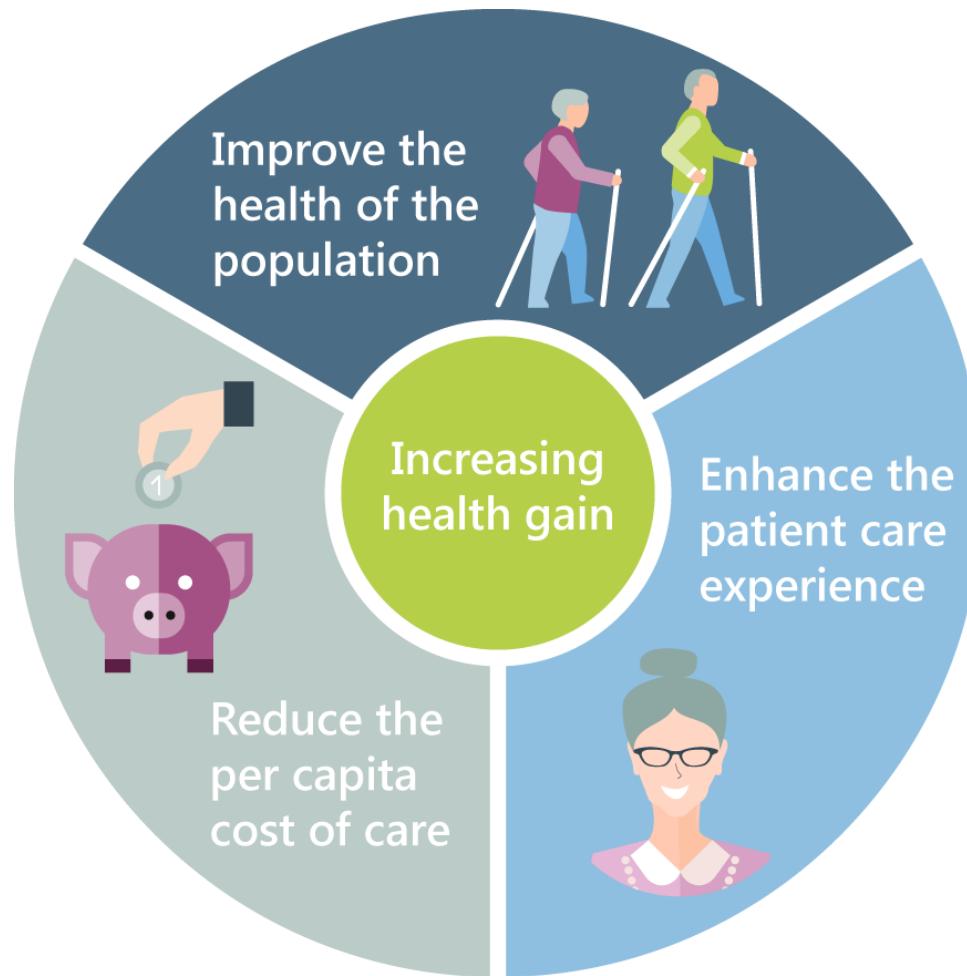 Improve the
health of the
population
Increasing
health gain
Enhance the
patient care
experience
1
Reduce the
per capita
cost of care